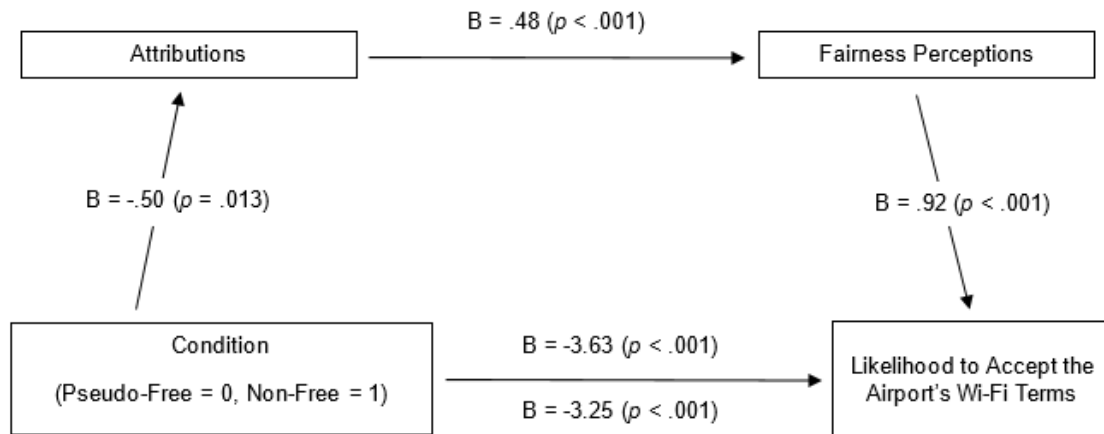 B = .48 (p < .001)
Attributions
Fairness Perceptions
B = -.50 (p = .013)
B = .92 (p < .001)
Condition
(Pseudo-Free = 0, Non-Free = 1)
B = -3.63 (p < .001)
B = -3.25 (p < .001)
Likelihood to Accept the
Airport's Wi-Fi Terms